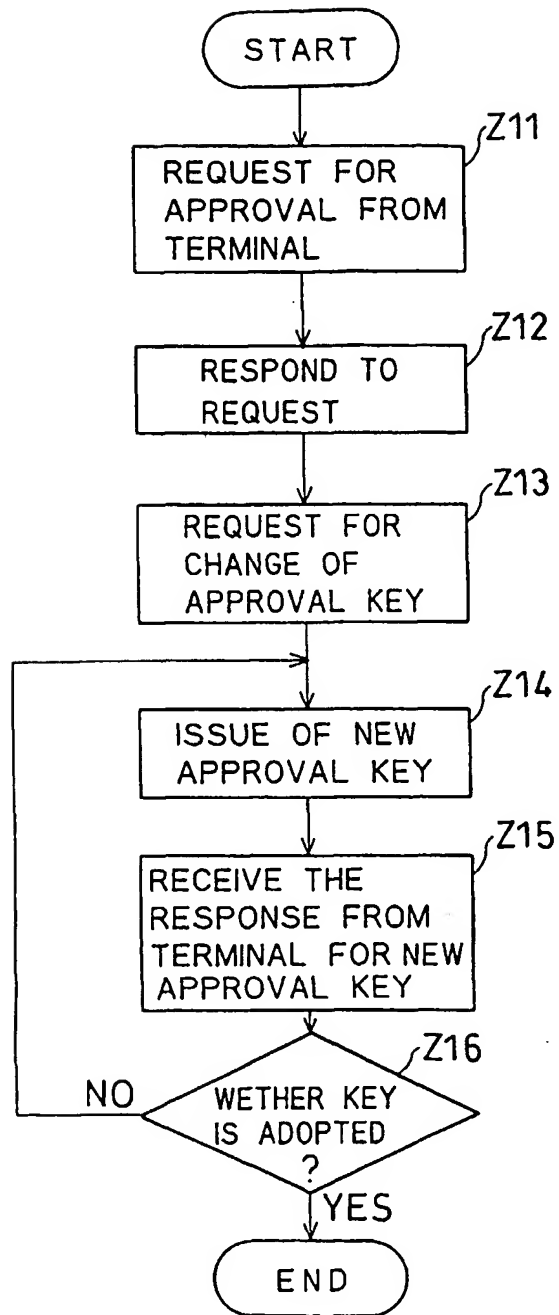 START
Z11
REQUEST FOR
APPROVAL FROM
TERMINAL
Z12
RESPOND TO
REQUEST
Z13
REQUEST FOR
CHANGE OF
APPROVAL KEY
Z14
ISSUE OF NEW
APPROVAL KEY
Z15
RECEIVE THE
RESPONSE FROM
TERMINAL FOR NEW
APPROVAL KEY
Z16
NO
WETHER KEY
IS ADOPTED
?
YES
END